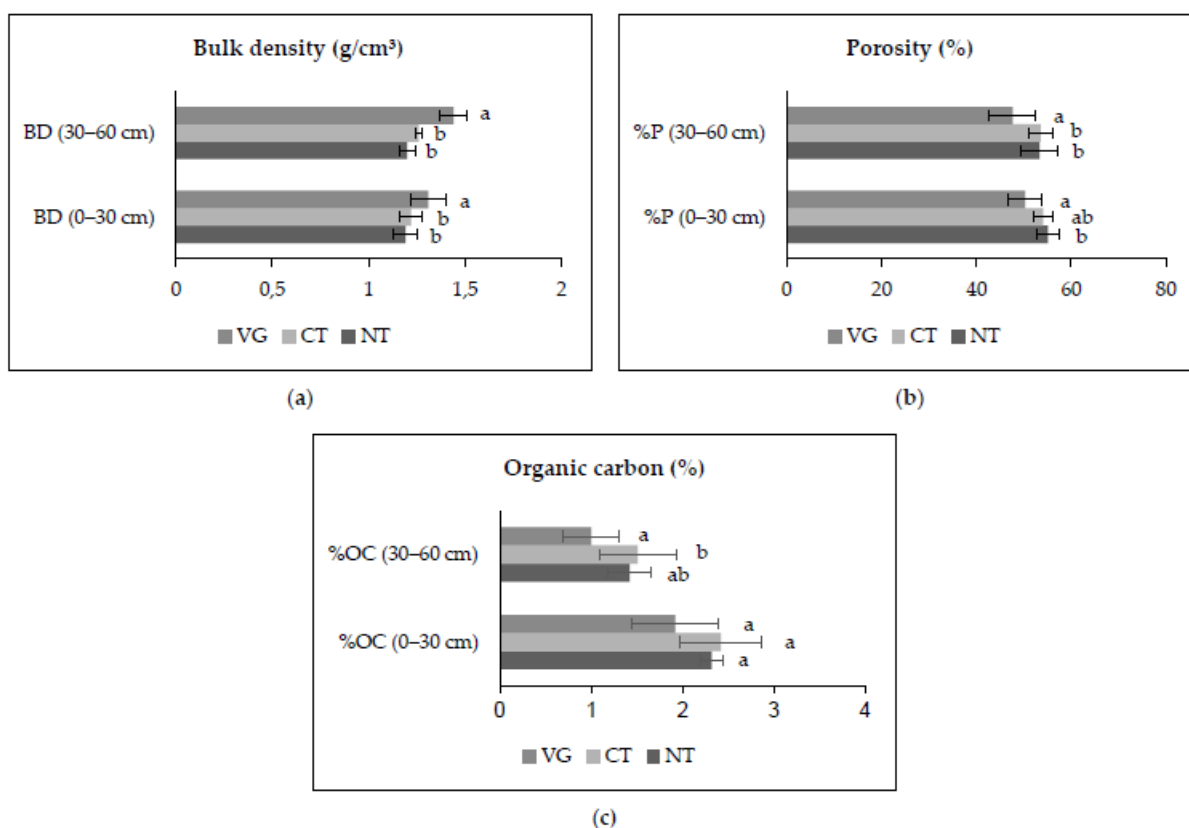 Bulk density (g/cm³)
BD (30–60 cm)
a
b
b
BD (0–30 cm)
a
b
b
0 0,5 1 1,5 2
VG CT NT
(a)
Porosity (%)
%P (30–60 cm)
a
b
b
%P (0–30 cm)
a
ab
b
0 20 40 60 80
VG CT NT
(b)
Organic carbon (%)
%OC (30–60 cm)
a
b
ab
%OC (0–30 cm)
a
a
a
0 1 2 3 4
VG CT NT
(c)